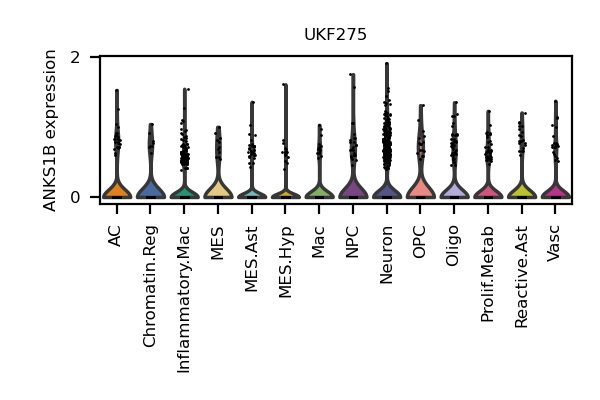 UKF275
ANKS1B expression
2
0
AC
Chromatin.Reg
Inflammatory.Mac
MES
MES.Ast
MES.Hyp
Mac
NPC
Neuron
OPC
Oligo
Prolif.Metab
Reactive.Ast
Vasc